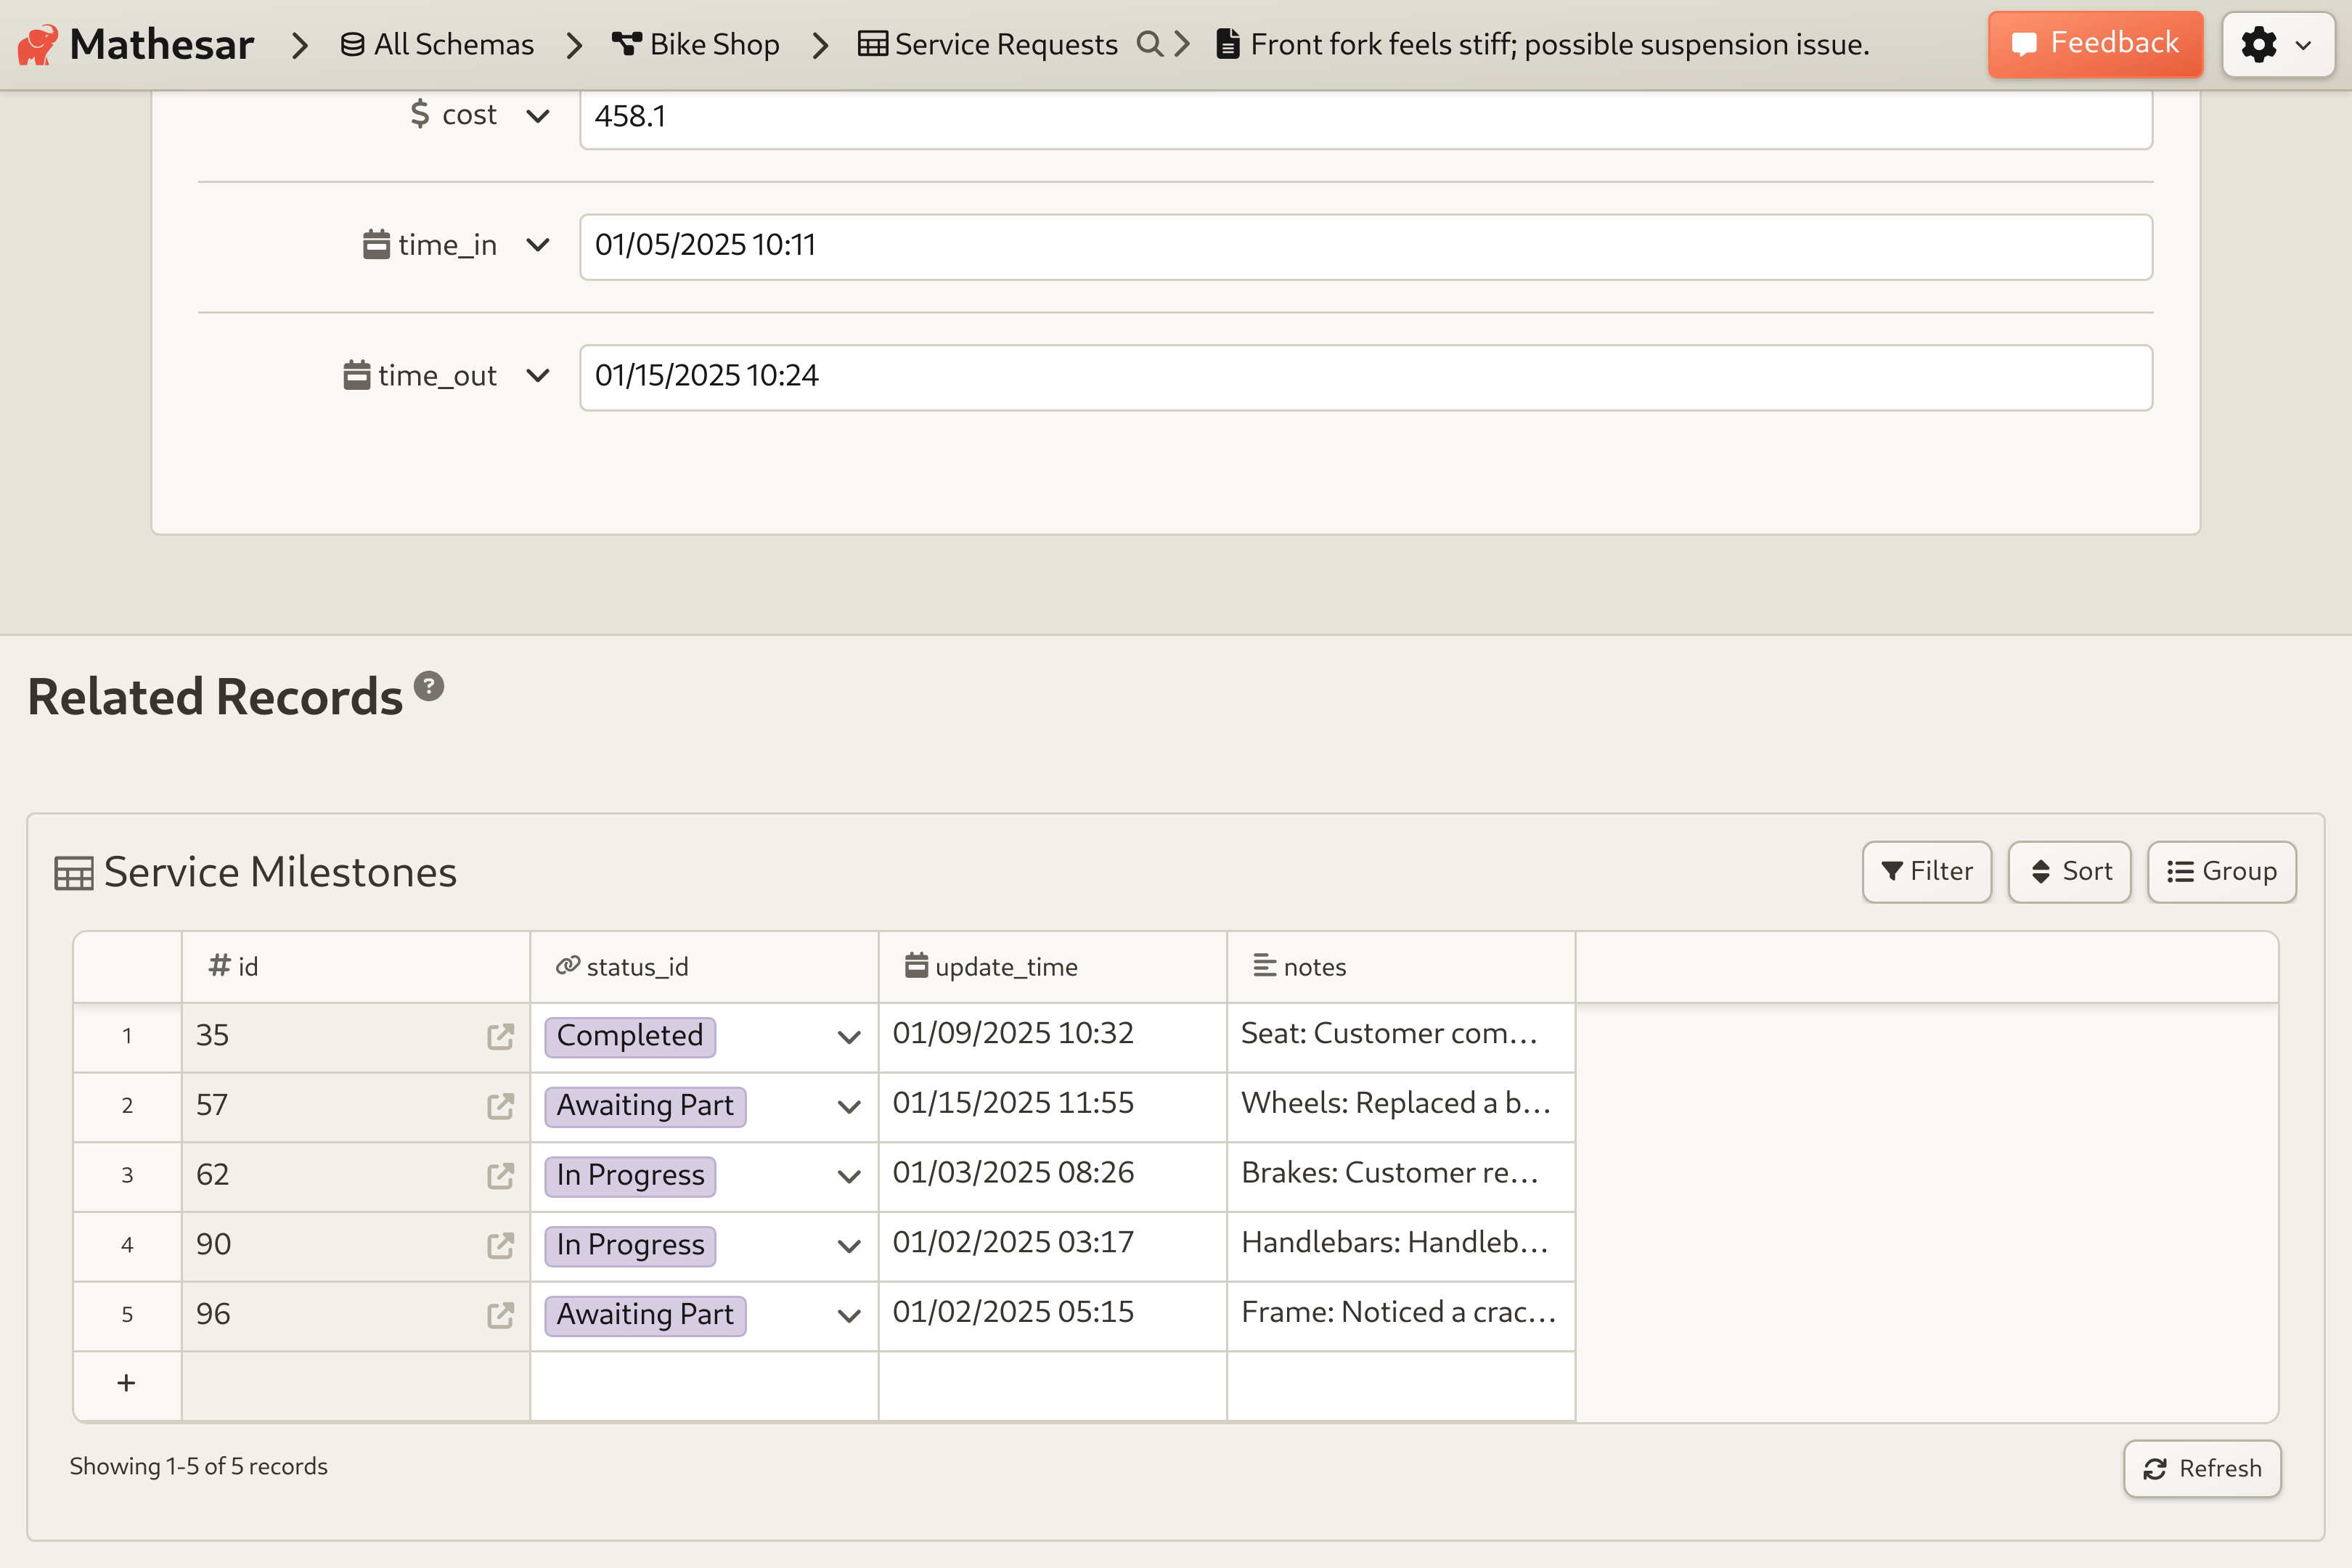 Mathesar All Schemas Bike Shop Service Requests Front fork feels stiff; possible suspension issue. Feedback
$ cost 458.1
time_in 01/05/2025 10:11
time_out 01/15/2025 10:24
Related Records ?
Service Milestones Filter Sort Group
# id status_id update_time notes
1 35 Completed 01/09/2025 10:32 Seat: Customer com...
2 57 Awaiting Part 01/15/2025 11:55 Wheels: Replaced a b...
3 62 In Progress 01/03/2025 08:26 Brakes: Customer re...
4 90 In Progress 01/02/2025 03:17 Handlebars: Handleb...
5 96 Awaiting Part 01/02/2025 05:15 Frame: Noticed a crac...
+
Showing 1-5 of 5 records Refresh